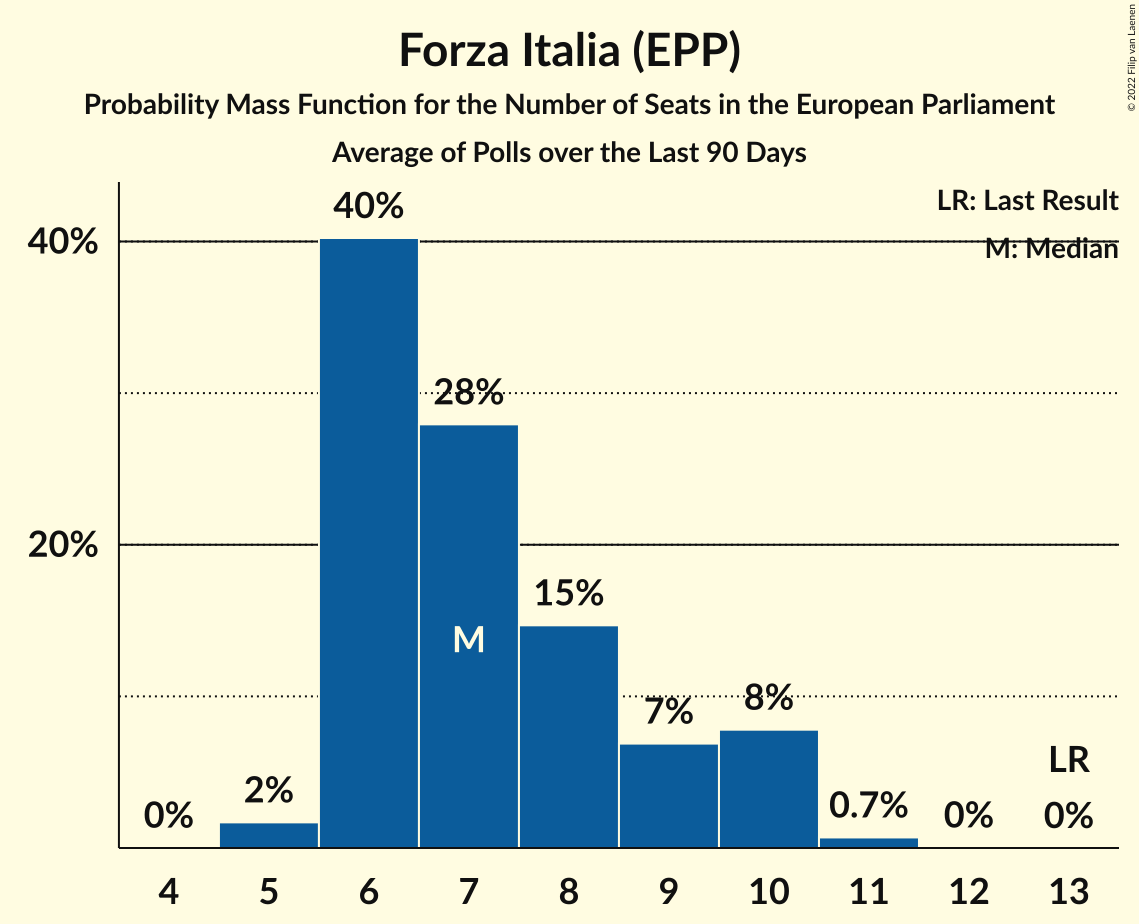 Forza Italia (EPP)
Probability Mass Function for the Number of Seats in the European Parliament
Average of Polls over the Last 90 Days
© 2022 Filip van Laenen
LR: Last Result
M: Median
40%
20%
0%
2%
40%
28%
M
15%
7%
8%
0.7%
0%
LR
0%
4 5 6 7 8 9 10 11 12 13